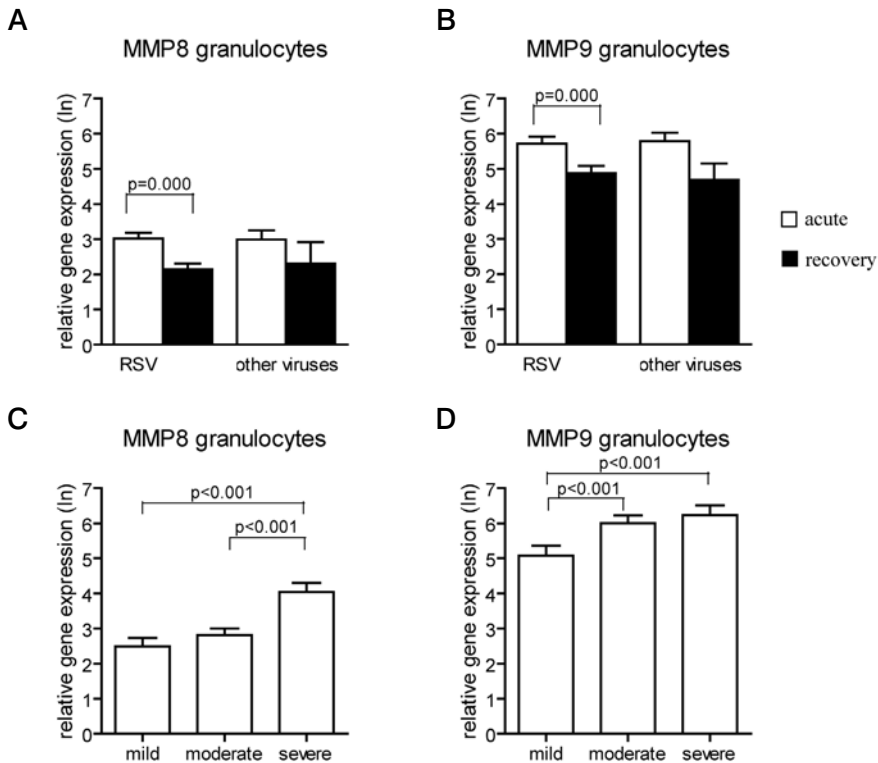 A
MMP8 granulocytes
relative gene expression (ln)
7
6
5
4
3
2
1
0
p=0.000
RSV
other viruses
B
MMP9 granulocytes
relative gene expression (ln)
7
6
5
4
3
2
1
0
p=0.000
RSV
other viruses
acute
recovery
C
MMP8 granulocytes
relative gene expression (ln)
7
6
5
4
3
2
1
0
p<0.001
p<0.001
mild
moderate
severe
D
MMP9 granulocytes
relative gene expression (ln)
7
6
5
4
3
2
1
0
p<0.001
p<0.001
mild
moderate
severe